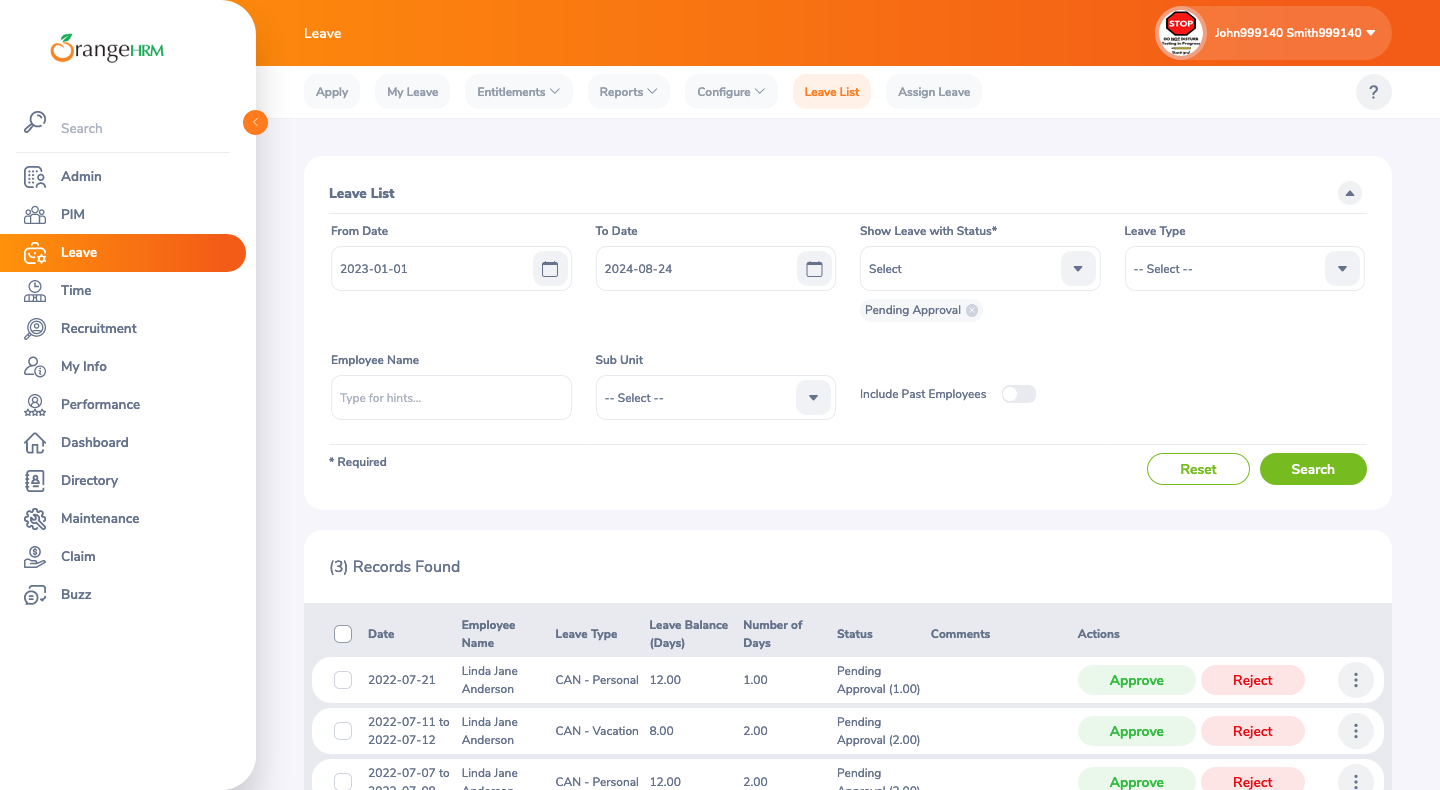 OrangeHRM
Leave
STOP
DO NOT DISTURB
Testing in Progress
John999140 Smith999140
Apply
My Leave
Entitlements
Reports
Configure
Leave List
Assign Leave
?
Search
Admin
PIM
Leave
Time
Recruitment
My Info
Performance
Dashboard
Directory
Maintenance
Claim
Buzz
Leave List
From Date
To Date
Show Leave with Status*
Leave Type
2023-01-01
2024-08-24
Select
-- Select --
Pending Approval
Employee Name
Sub Unit
Type for hints...
-- Select --
Include Past Employees
* Required
Reset
Search
(3) Records Found
Date
Employee
Name
Leave Type
Leave Balance
(Days)
Number of
Days
Status
Comments
Actions
2022-07-21
Linda Jane
Anderson
CAN - Personal
12.00
1.00
Pending
Approval (1.00)
Approve
Reject
2022-07-11 to
2022-07-12
Linda Jane
Anderson
CAN - Vacation
8.00
2.00
Pending
Approval (2.00)
Approve
Reject
2022-07-07 to
2022-07-08
Linda Jane
Anderson
CAN - Personal
12.00
2.00
Pending
Approval (2.00)
Approve
Reject